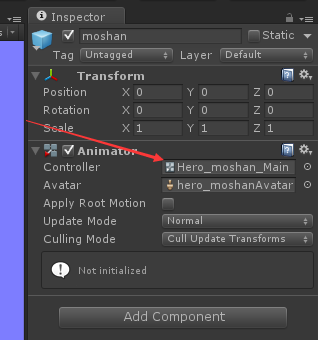 Inspector
moshan Static
Tag Untagged Layer Default
Transform
Position X 0 Y 0 Z 0
Rotation X 0 Y 0 Z 0
Scale X 1 Y 1 Z 1
Animator
Controller Hero_moshan_Main
Avatar hero_moshanAvatar
Apply Root Motion
Update Mode Normal
Culling Mode Cull Update Transforms
Not initialized
Add Component